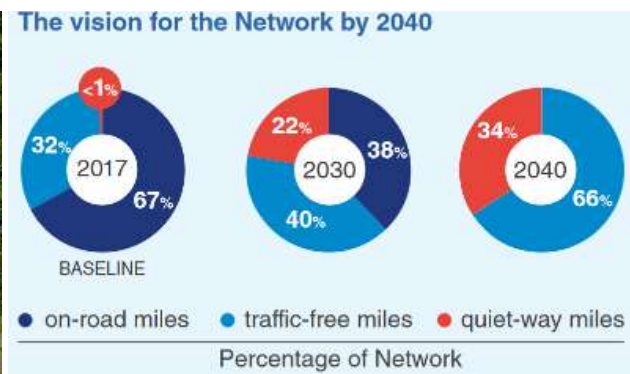 The vision for the Network by 2040
<1%
32%
2017
67%
BASELINE
22%
2030
38%
40%
34%
2040
66%
on-road miles
traffic-free miles
quiet-way miles
Percentage of Network